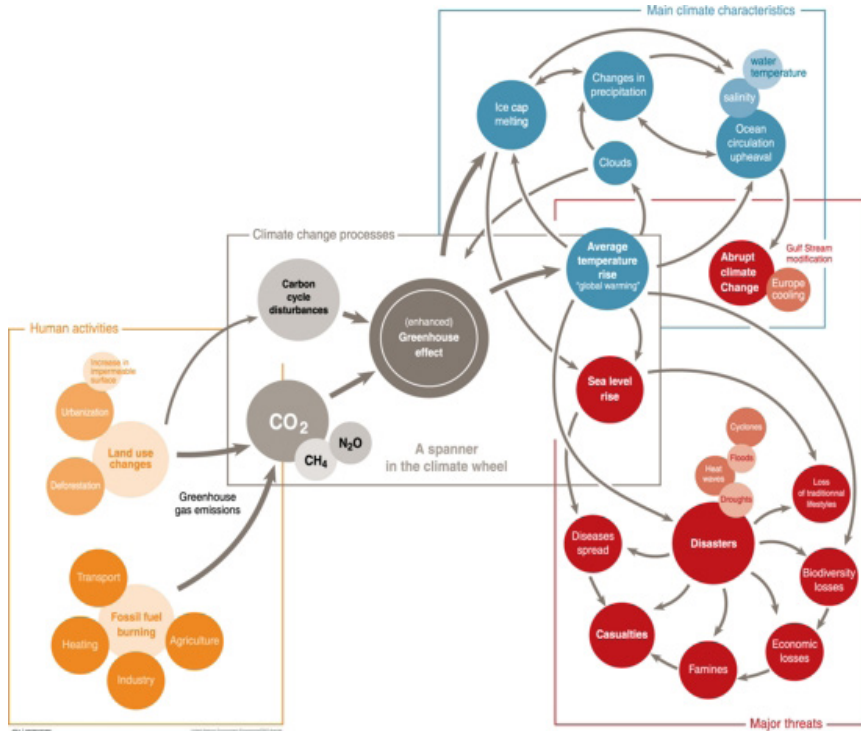 Main climate characteristics
water
temperature
salinity
Changes in
precipitation
Ice cap
melting
Ocean
circulation
upheaval
Clouds
Climate change processes
Average
temperature
rise
"global warming"
Gulf Stream
modification
Abrupt
climate
Change
Europe
cooling
Carbon
cycle
disturbances
(enhanced)
Greenhouse
effect
Human activities
Increase in
impermeable
surface
Urbanization
Land use
changes
Deforestation
CO2
N2O
CH4
A spanner
in the climate wheel
Greenhouse
gas emissions
Sea level
rise
Cyclones
Floods
Heat
waves
Droughts
Loss
of traditionnal
lifestyles
Diseases
spread
Disasters
Biodiversity
losses
Casualties
Famines
Economic
losses
Transport
Fossil fuel
burning
Heating
Agriculture
Industry
Major threats